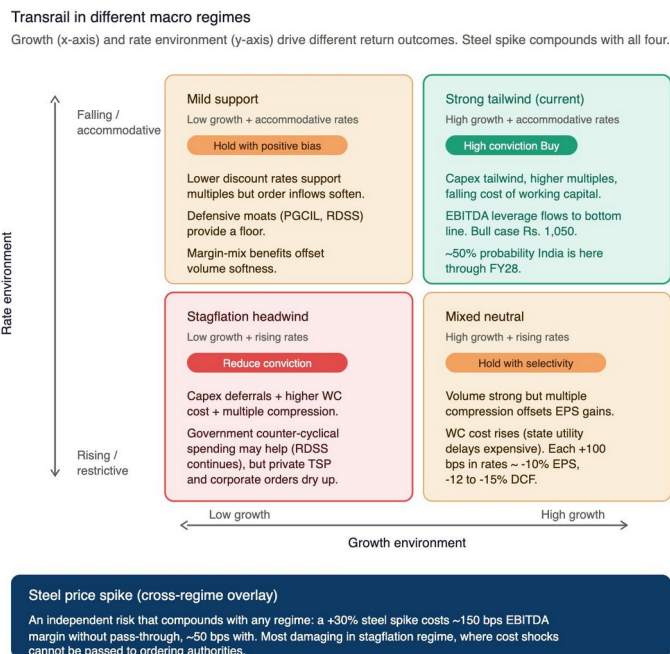 Transrail in different macro regimes
Growth (x-axis) and rate environment (y-axis) drive different return outcomes. Steel spike compounds with all four.
Rate environment
Falling /
accommodative
Rising /
restrictive
Mild support
Low growth + accommodative rates
Hold with positive bias
Lower discount rates support
multiples but order inflows soften.
Defensive moats (PGCIL, RDSS)
provide a floor.
Margin-mix benefits offset
volume softness.
Strong tailwind (current)
High growth + accommodative rates
High conviction Buy
Capex tailwind, higher multiples,
falling cost of working capital.
EBITDA leverage flows to bottom
line. Bull case Rs. 1,050.
~50% probability India is here
through FY28.
Stagflation headwind
Low growth + rising rates
Reduce conviction
Capex deferrals + higher WC
cost + multiple compression.
Government counter-cyclical
spending may help (RDSS
continues), but private TSP
and corporate orders dry up.
Mixed neutral
High growth + rising rates
Hold with selectivity
Volume strong but multiple
compression offsets EPS gains.
WC cost rises (state utility
delays expensive). Each +100
bps in rates ~ -10% EPS,
-12 to -15% DCF.
Low growth
High growth
Growth environment
Steel price spike (cross-regime overlay)
An independent risk that compounds with any regime: a +30% steel spike costs ~150 bps EBITDA
margin without pass-through, ~50 bps with. Most damaging in stagflation regime, where cost shocks
cannot be passed to ordering authorities.